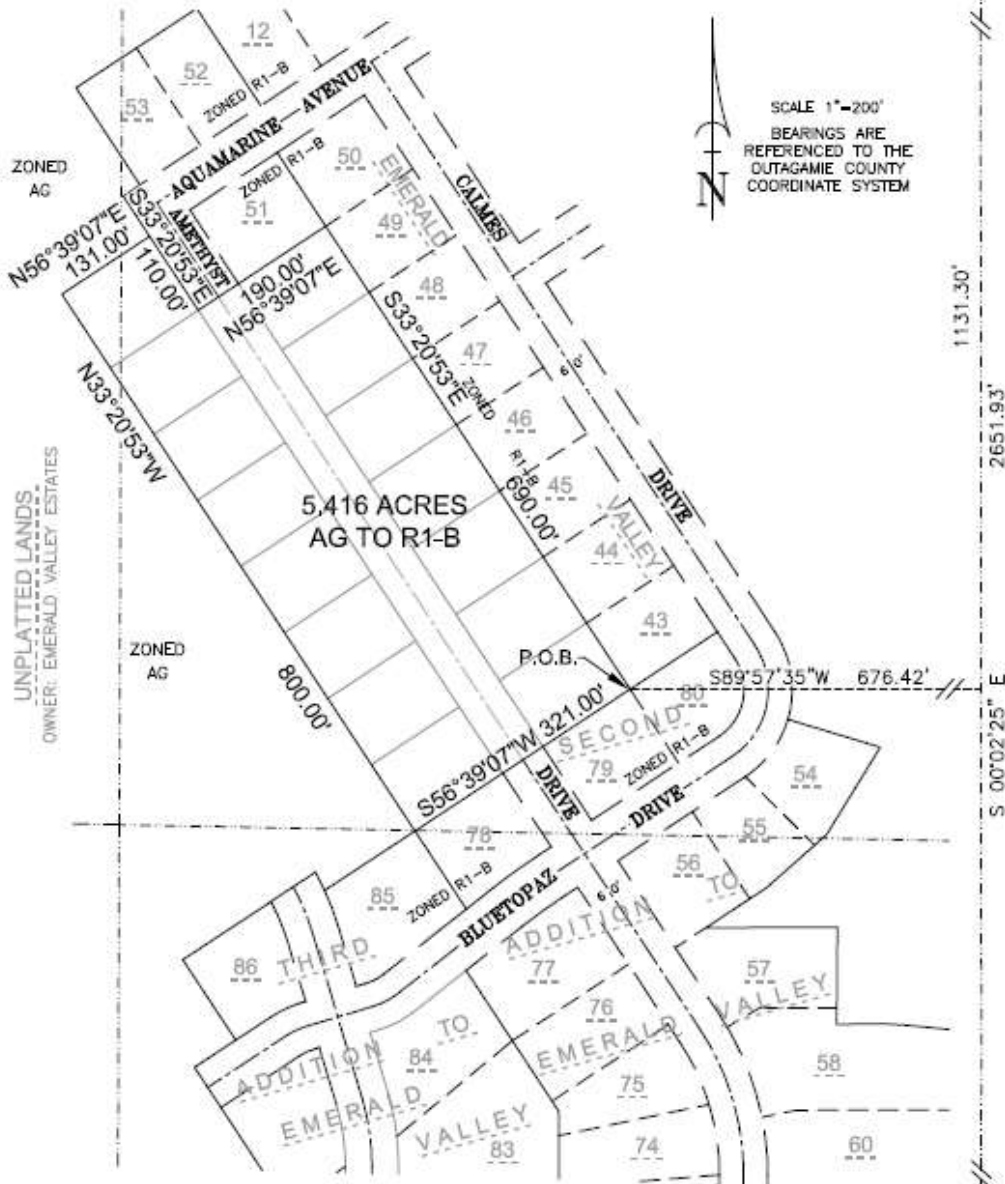 12
52
53
ZONED R1-B
AQUAMARINE AVENUE
SCALE 1"=200'
BEARINGS ARE
REFERENCED TO THE
OUTAGAMIE COUNTY
COORDINATE SYSTEM
N
ZONED
AG
ZONED R1-B
50
51
EMERALD
CALMES
AMETHYST
N56°39'07"E
131.00'
S33°20'53"E
110.00'
190.00'
N56°39'07"E
49
48
S33°20'53"E
690.00'
47
ZONED
R1-B
46
45
44
43
VALLEY
DRIVE
1131.30'
2651.93'
S 00°02'25" E
N33°20'53"W
800.00'
UNPLATTED LANDS
OWNER: EMERALD VALLEY ESTATES
5.416 ACRES
AG TO R1-B
ZONED
AG
P.O.B.
S89°57'35"W 676.42'
80
SECOND
S56°39'07"W 321.00'
79
ZONED R1-B
DRIVE
DRIVE
54
55
56
78
85
ZONED R1-B
BLUETOPAZ
ADDITION
TO
86
THIRD
77
57
76
VALLEY
TO
EMERALD
ADDITION
84
58
75
EMERALD
VALLEY
83
74
60